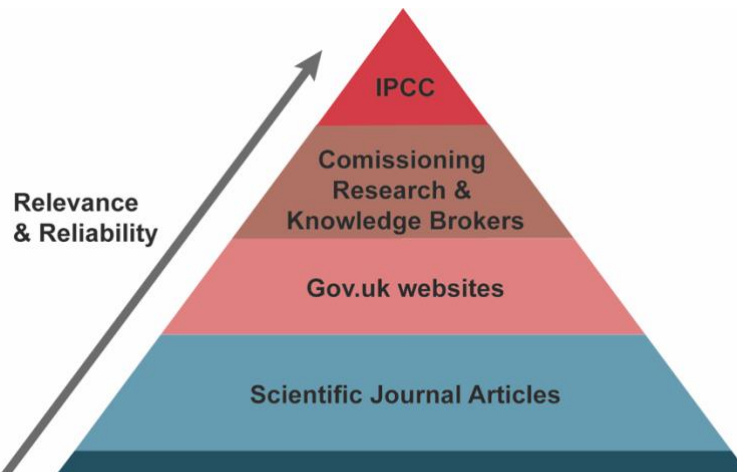 IPCC
Comissioning
Research &
Knowledge Brokers
Relevance
& Reliability
Gov.uk websites
Scientific Journal Articles